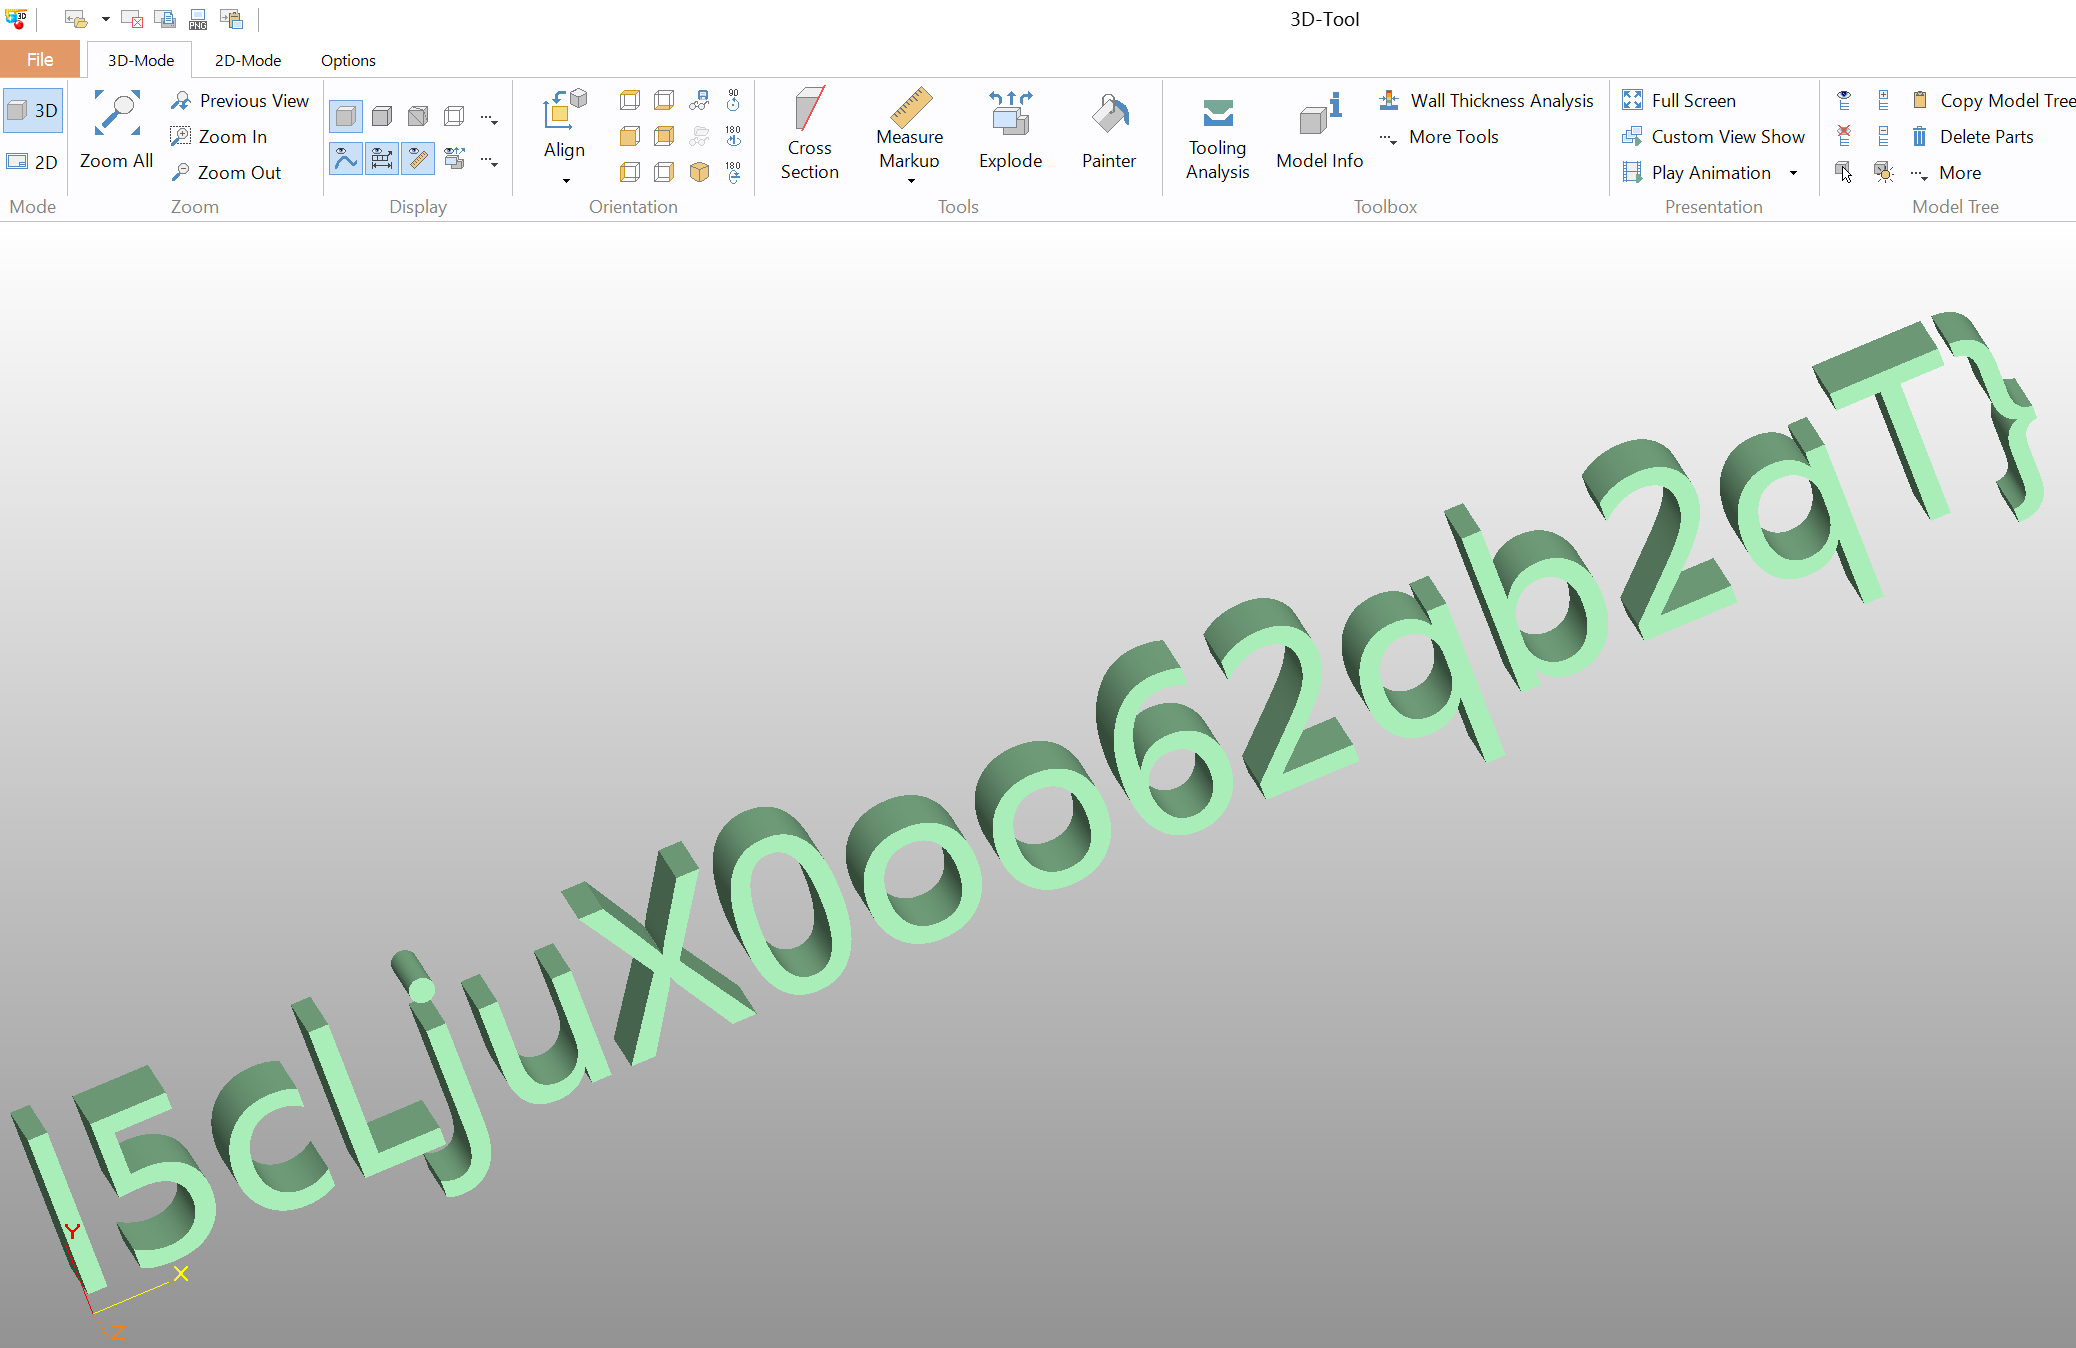 3D-Tool
File 3D-Mode 2D-Mode Options
3D Previous View 90 Wall Thickness Analysis Full Screen Copy Model Tree
Zoom In 180 More Tools Custom View Show Delete Parts
2D Zoom All Zoom Out Align Cross Section Measure Markup Explode Painter Tooling Analysis Model Info 180 Play Animation More
Mode Zoom Display Orientation Tools Toolbox Presentation Model Tree
l5cLjuX0oo62qb2qT}
Y
X
Z